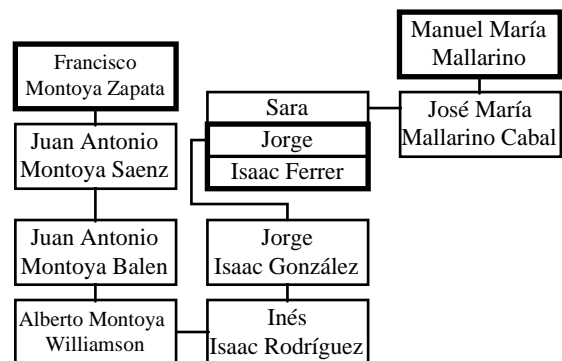 Manuel María
Mallarino
Francisco
Montoya Zapata
Sara
José María
Mallarino Cabal
Jorge
Isaac Ferrer
Juan Antonio
Montoya Saenz
Juan Antonio
Montoya Balen
Jorge
Isaac González
Alberto Montoya
Williamson
Inés
Isaac Rodríguez